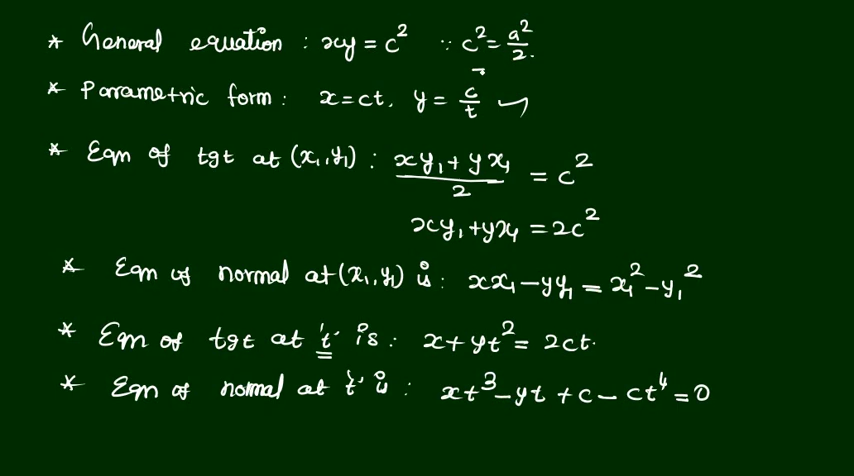 * General equation : xy = c² ∵ c² = a²/2.
* Parametric form : x = ct, y = c/t
* Eqn of tgt at (x₁, y₁) : (xy₁ + yx₁)/2 = c²
xy₁ + yx₁ = 2c²
* Eqn of normal at (x₁, y₁) is : xx₁ – yy₁ = x₁² – y₁²
* Eqn of tgt at 't' is : x + yt² = 2ct.
* Eqn of normal at 't' is : xt³ – yt + c – ct⁴ = 0